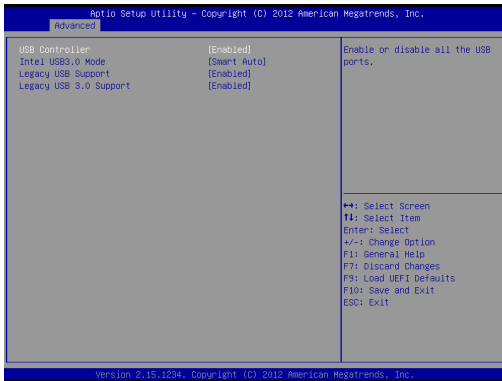 Aptio Setup Utility – Copyright (C) 2012 American Megatrends, Inc.
Advanced
USB Controller [Enabled]
Intel USB3.0 Mode [Smart Auto]
Legacy USB Support [Enabled]
Legacy USB 3.0 Support [Enabled]
Enable or disable all the USB
ports.
↔: Select Screen
↑↓: Select Item
Enter: Select
+/-: Change Option
F1: General Help
F7: Discard Changes
F9: Load UEFI Defaults
F10: Save and Exit
ESC: Exit
Version 2.15.1234. Copyright (C) 2012 American Megatrends, Inc.